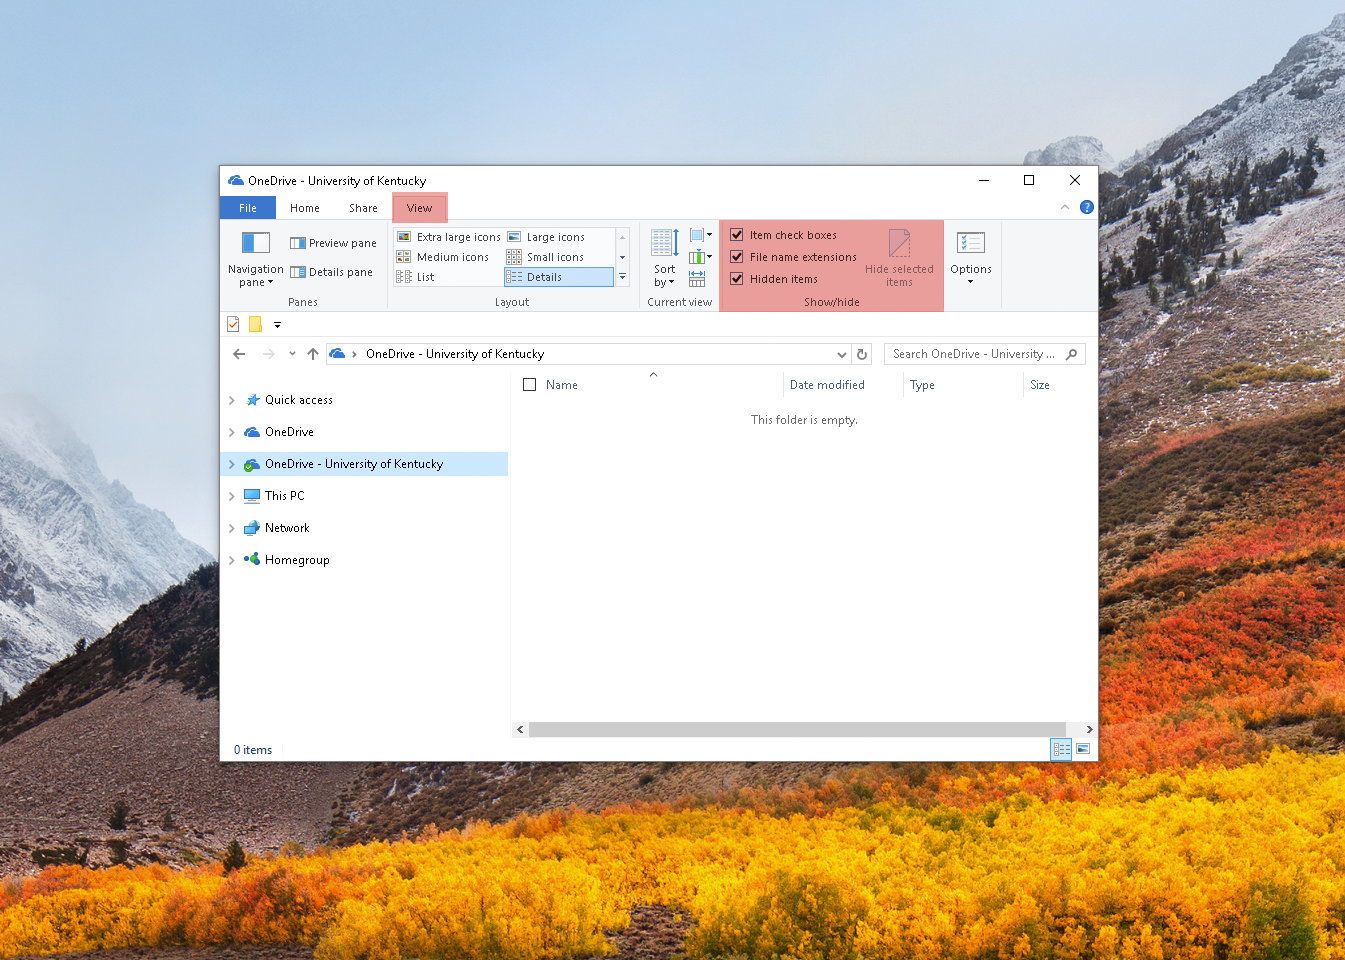 OneDrive - University of Kentucky
File Home Share View
?
Navigation pane
Preview pane
Details pane
Panes
Extra large icons Large icons
Medium icons Small icons
List Details
Layout
Sort by
Current view
Item check boxes
File name extensions
Hidden items
Hide selected items
Show/hide
Options
OneDrive - University of Kentucky
Search OneDrive - University ...
Name Date modified Type Size
This folder is empty.
Quick access
OneDrive
OneDrive - University of Kentucky
This PC
Network
Homegroup
0 items